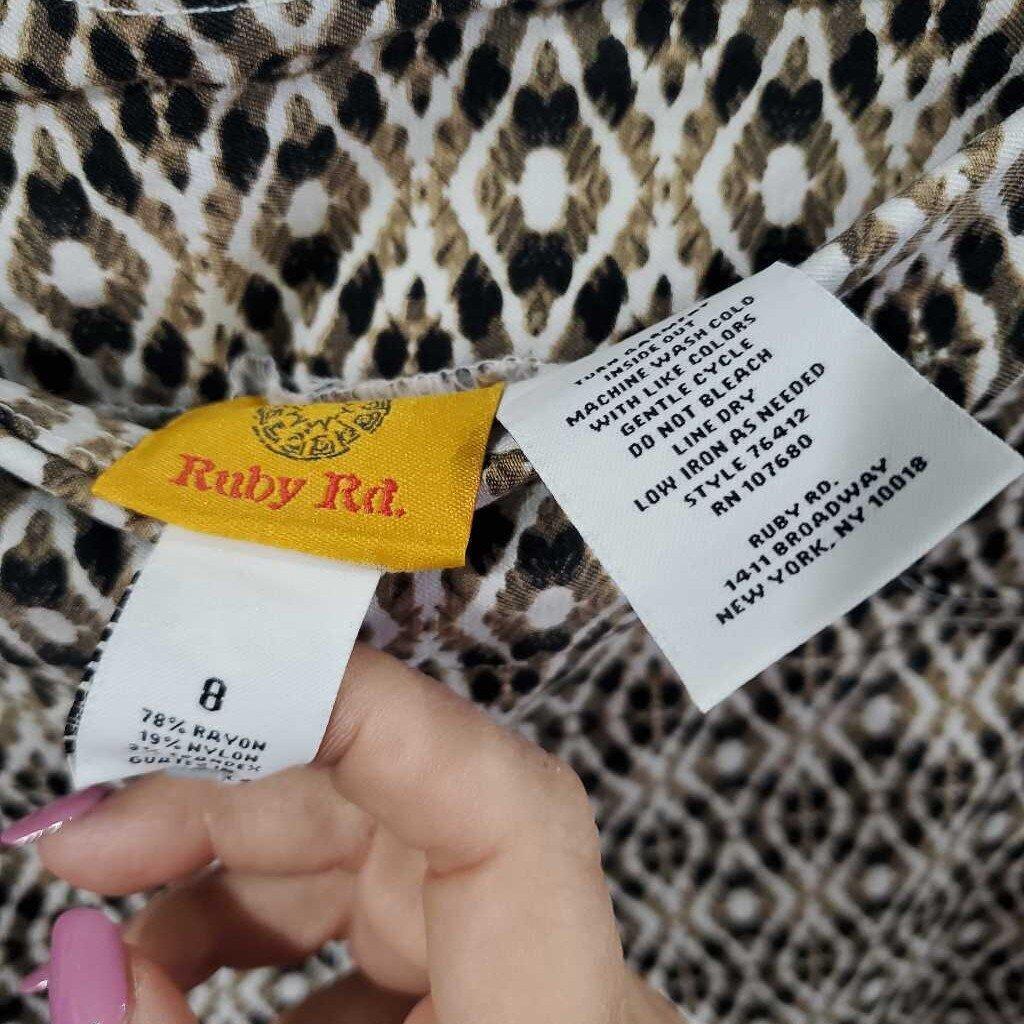 Ruby Rd.
8
78% RAYON
19% NYLON
3% SPANDEX
INSIDE OUT
MACHINE WASH COLD
WITH LIKE COLORS
GENTLE CYCLE
DO NOT BLEACH
LINE DRY
LOW IRON AS NEEDED
STYLE 76412
RN 107680
RUBY RD.
1411 BROADWAY
NEW YORK, NY 10018